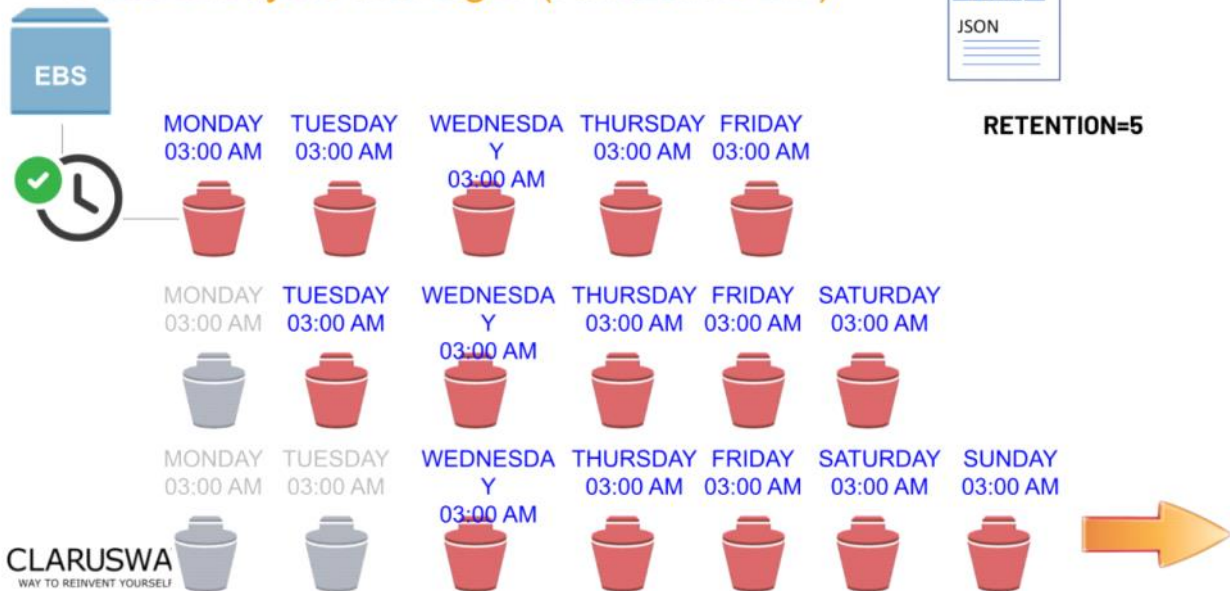 JSON
EBS
RETENTION=5
MONDAY TUESDAY WEDNESDA THURSDAY FRIDAY
03:00 AM 03:00 AM Y 03:00 AM 03:00 AM
03:00 AM
MONDAY TUESDAY WEDNESDA THURSDAY FRIDAY SATURDAY
03:00 AM 03:00 AM Y 03:00 AM 03:00 AM 03:00 AM
03:00 AM
MONDAY TUESDAY WEDNESDA THURSDAY FRIDAY SATURDAY SUNDAY
03:00 AM 03:00 AM Y 03:00 AM 03:00 AM 03:00 AM 03:00 AM
03:00 AM
CLARUSWA
WAY TO REINVENT YOURSELF